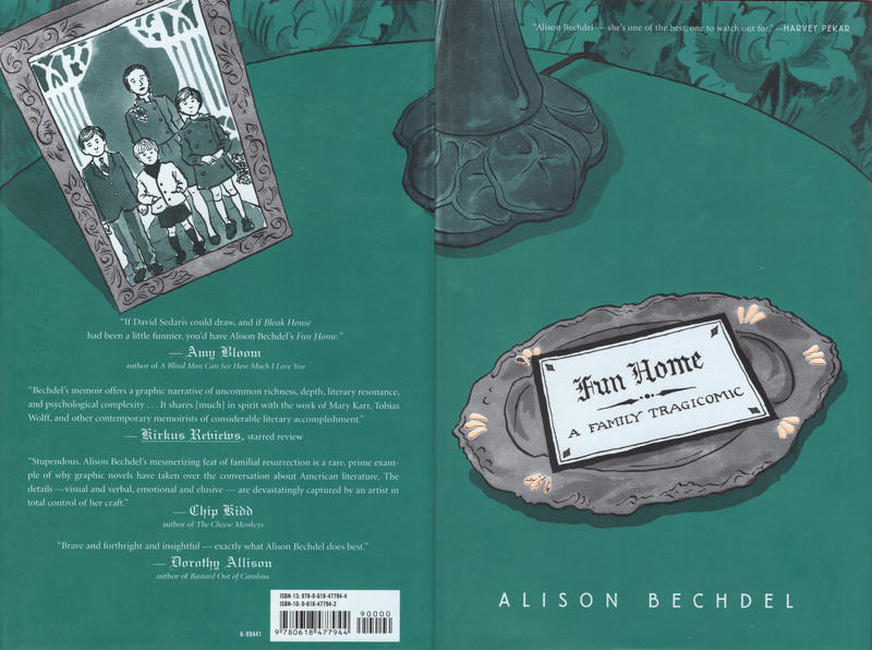 "If David Sedaris could draw, and if Bleak House
had been a little funnier, you'd have Alison Bechdel's Fun Home."
— Amy Bloom
author of A Blind Man Can See How Much I Love You
"Bechdel's memoir offers a graphic narrative of uncommon richness, depth, literary resonance,
and psychological complexity . . . It shares [much] in spirit with the work of Mary Karr, Tobias
Wolff, and other contemporary memoirists of considerable literary accomplishment."
— Kirkus Reviews, starred review
"Stupendous. Alison Bechdel's mesmerizing feat of familial resurrection is a rare, prime exam-
ple of why graphic novels have taken over the conversation about American literature. The
details —visual and verbal, emotional and elusive — are devastatingly captured by an artist in
total control of her craft."
— Chip Kidd
author of The Cheese Monkeys
"Brave and forthright and insightful — exactly what Alison Bechdel does best."
— Dorothy Allison
author of Bastard Out of Carolina
ISBN-13: 978-0-618-47794-4
ISBN-10: 0-618-47794-2
90000
9 780618 477944
6-89441
"Alison Bechdel — she's one of the best, one to watch out for." —HARVEY PEKAR
Fun Home
A FAMILY TRAGICOMIC
ALISON BECHDEL